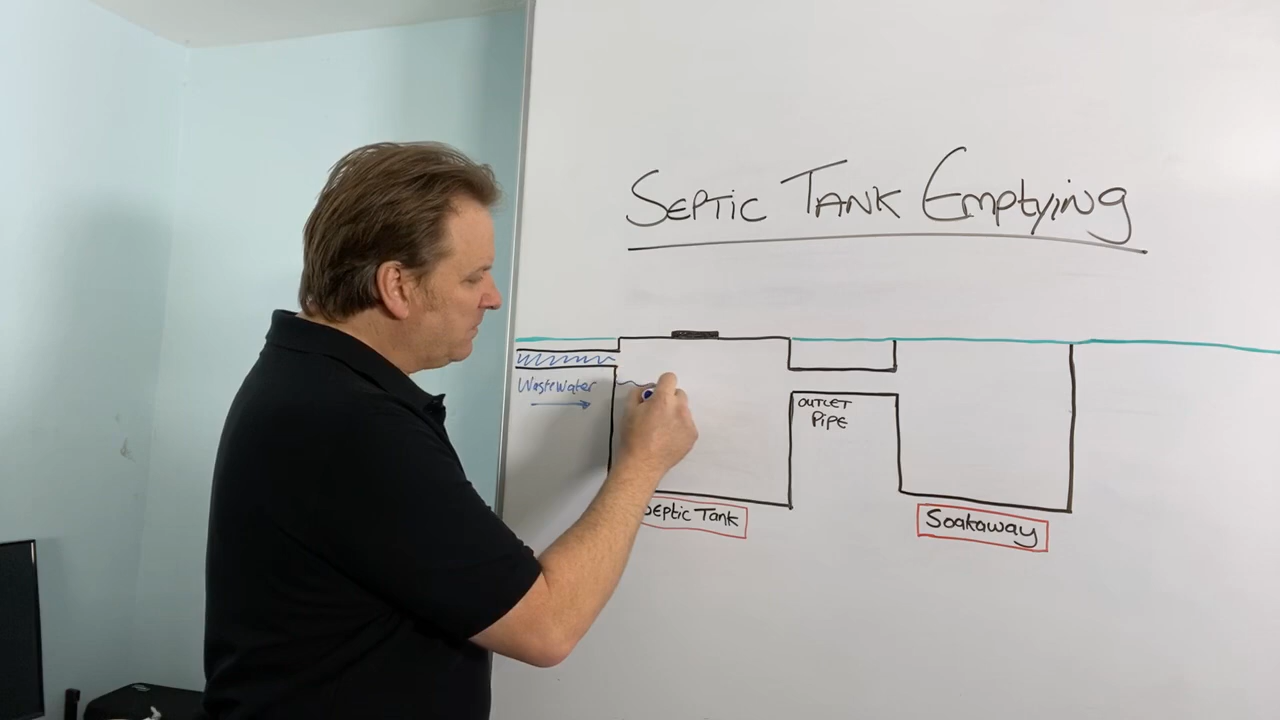 SEPTIC TANK EmptyiNg
WasteWater
OUTLET
PiPE
SEPtic Tank
Soakaway